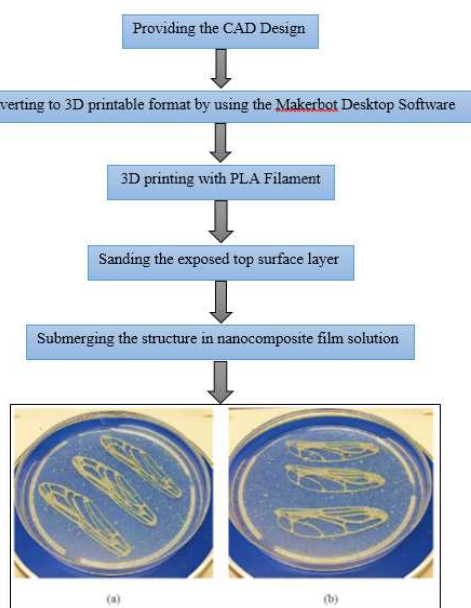 Providing the CAD Design
verting to 3D printable format by using the Makerbot Desktop Software
3D printing with PLA Filament
Sanding the exposed top surface layer
Submerging the structure in nanocomposite film solution
(a) (b)